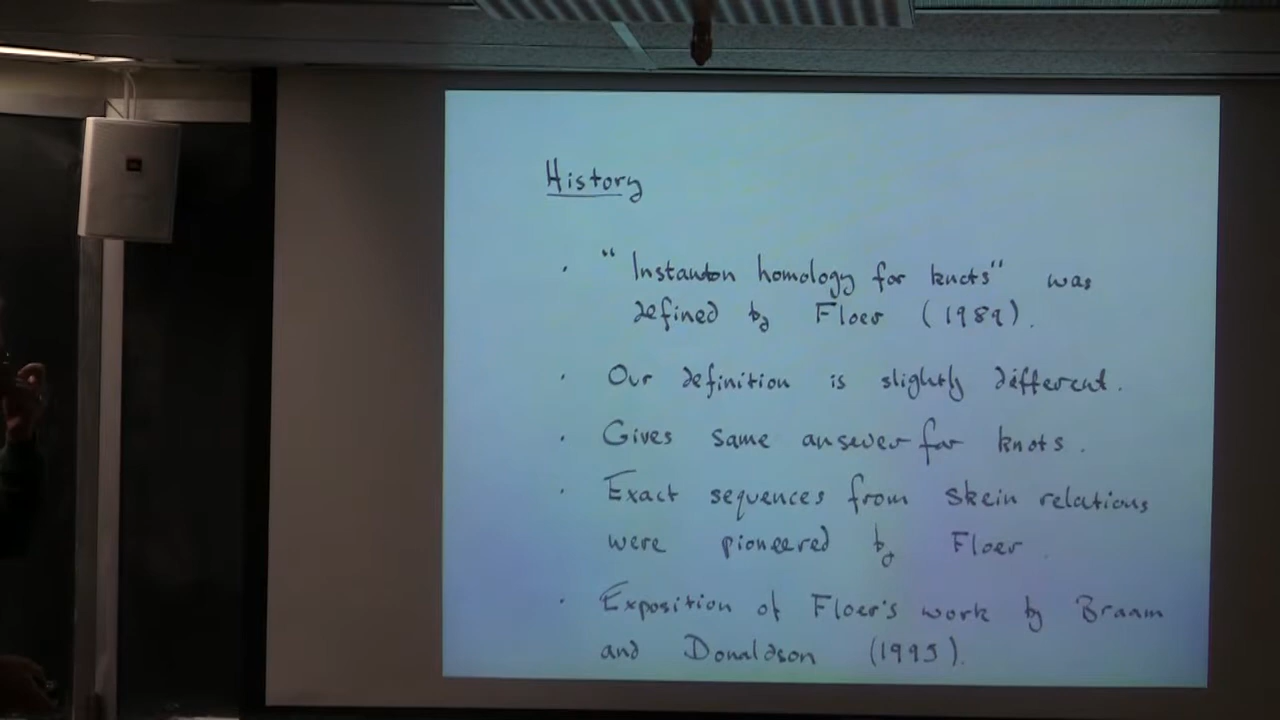 History
· "Instanton homology for knots" was
defined by Floer (1989).
· Our definition is slightly different.
· Gives same answer for knots.
· Exact sequences from skein relations
were pioneered by Floer.
· Exposition of Floer's work by Braam
and Donaldson (1995).